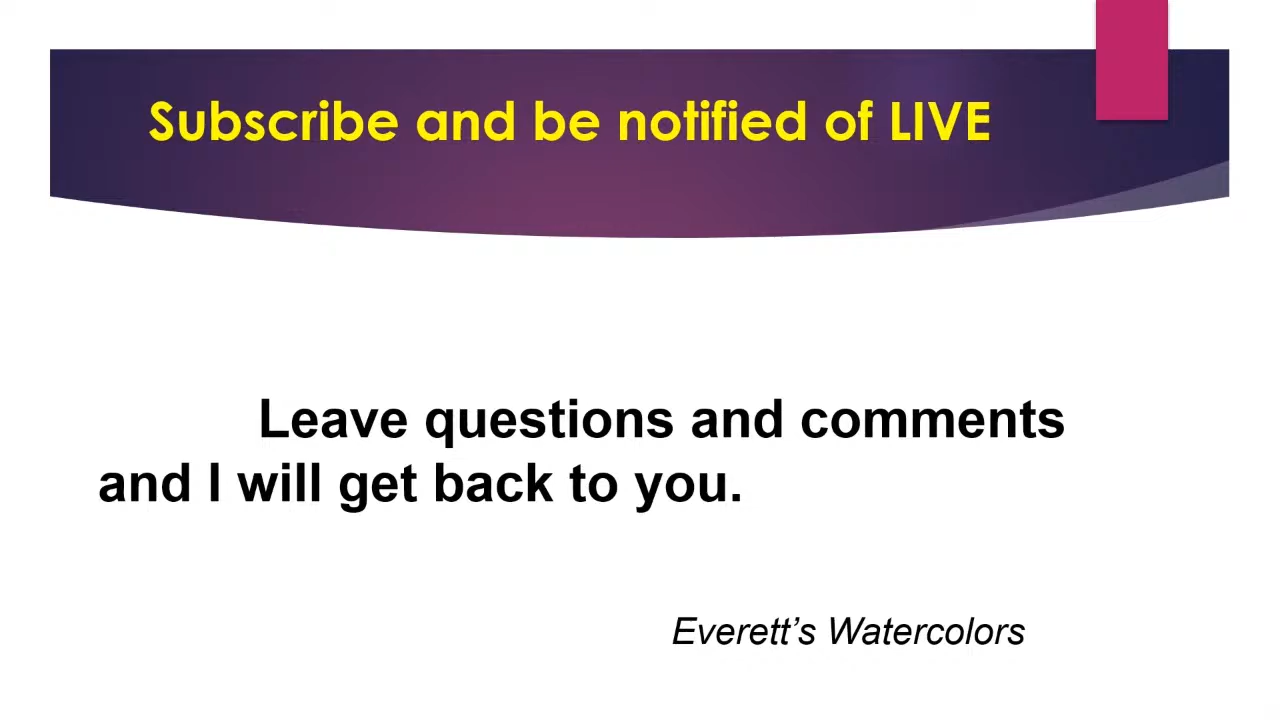 Subscribe and be notified of LIVE
Leave questions and comments
and I will get back to you.
Everett’s Watercolors